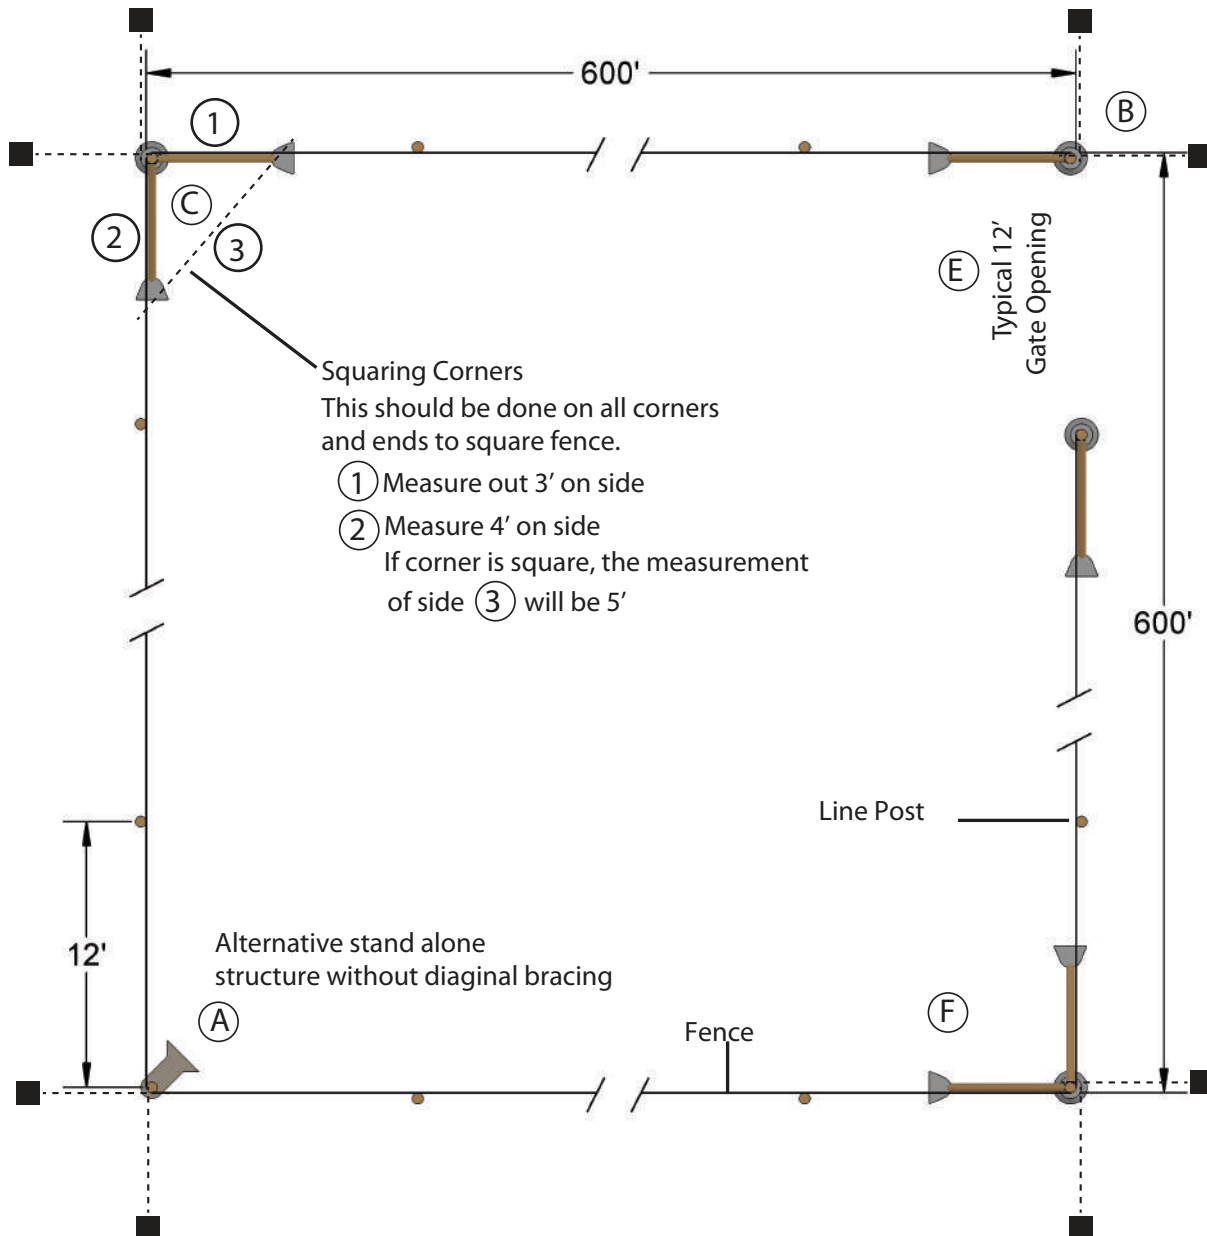 600'
1
B
C
2
3
E
Typical 12'
Gate Opening
Squaring Corners
This should be done on all corners
and ends to square fence.
1 Measure out 3' on side
2 Measure 4' on side
If corner is square, the measurement
of side 3 will be 5'
600'
Line Post
12'
Alternative stand alone
structure without diaginal bracing
A
F
Fence